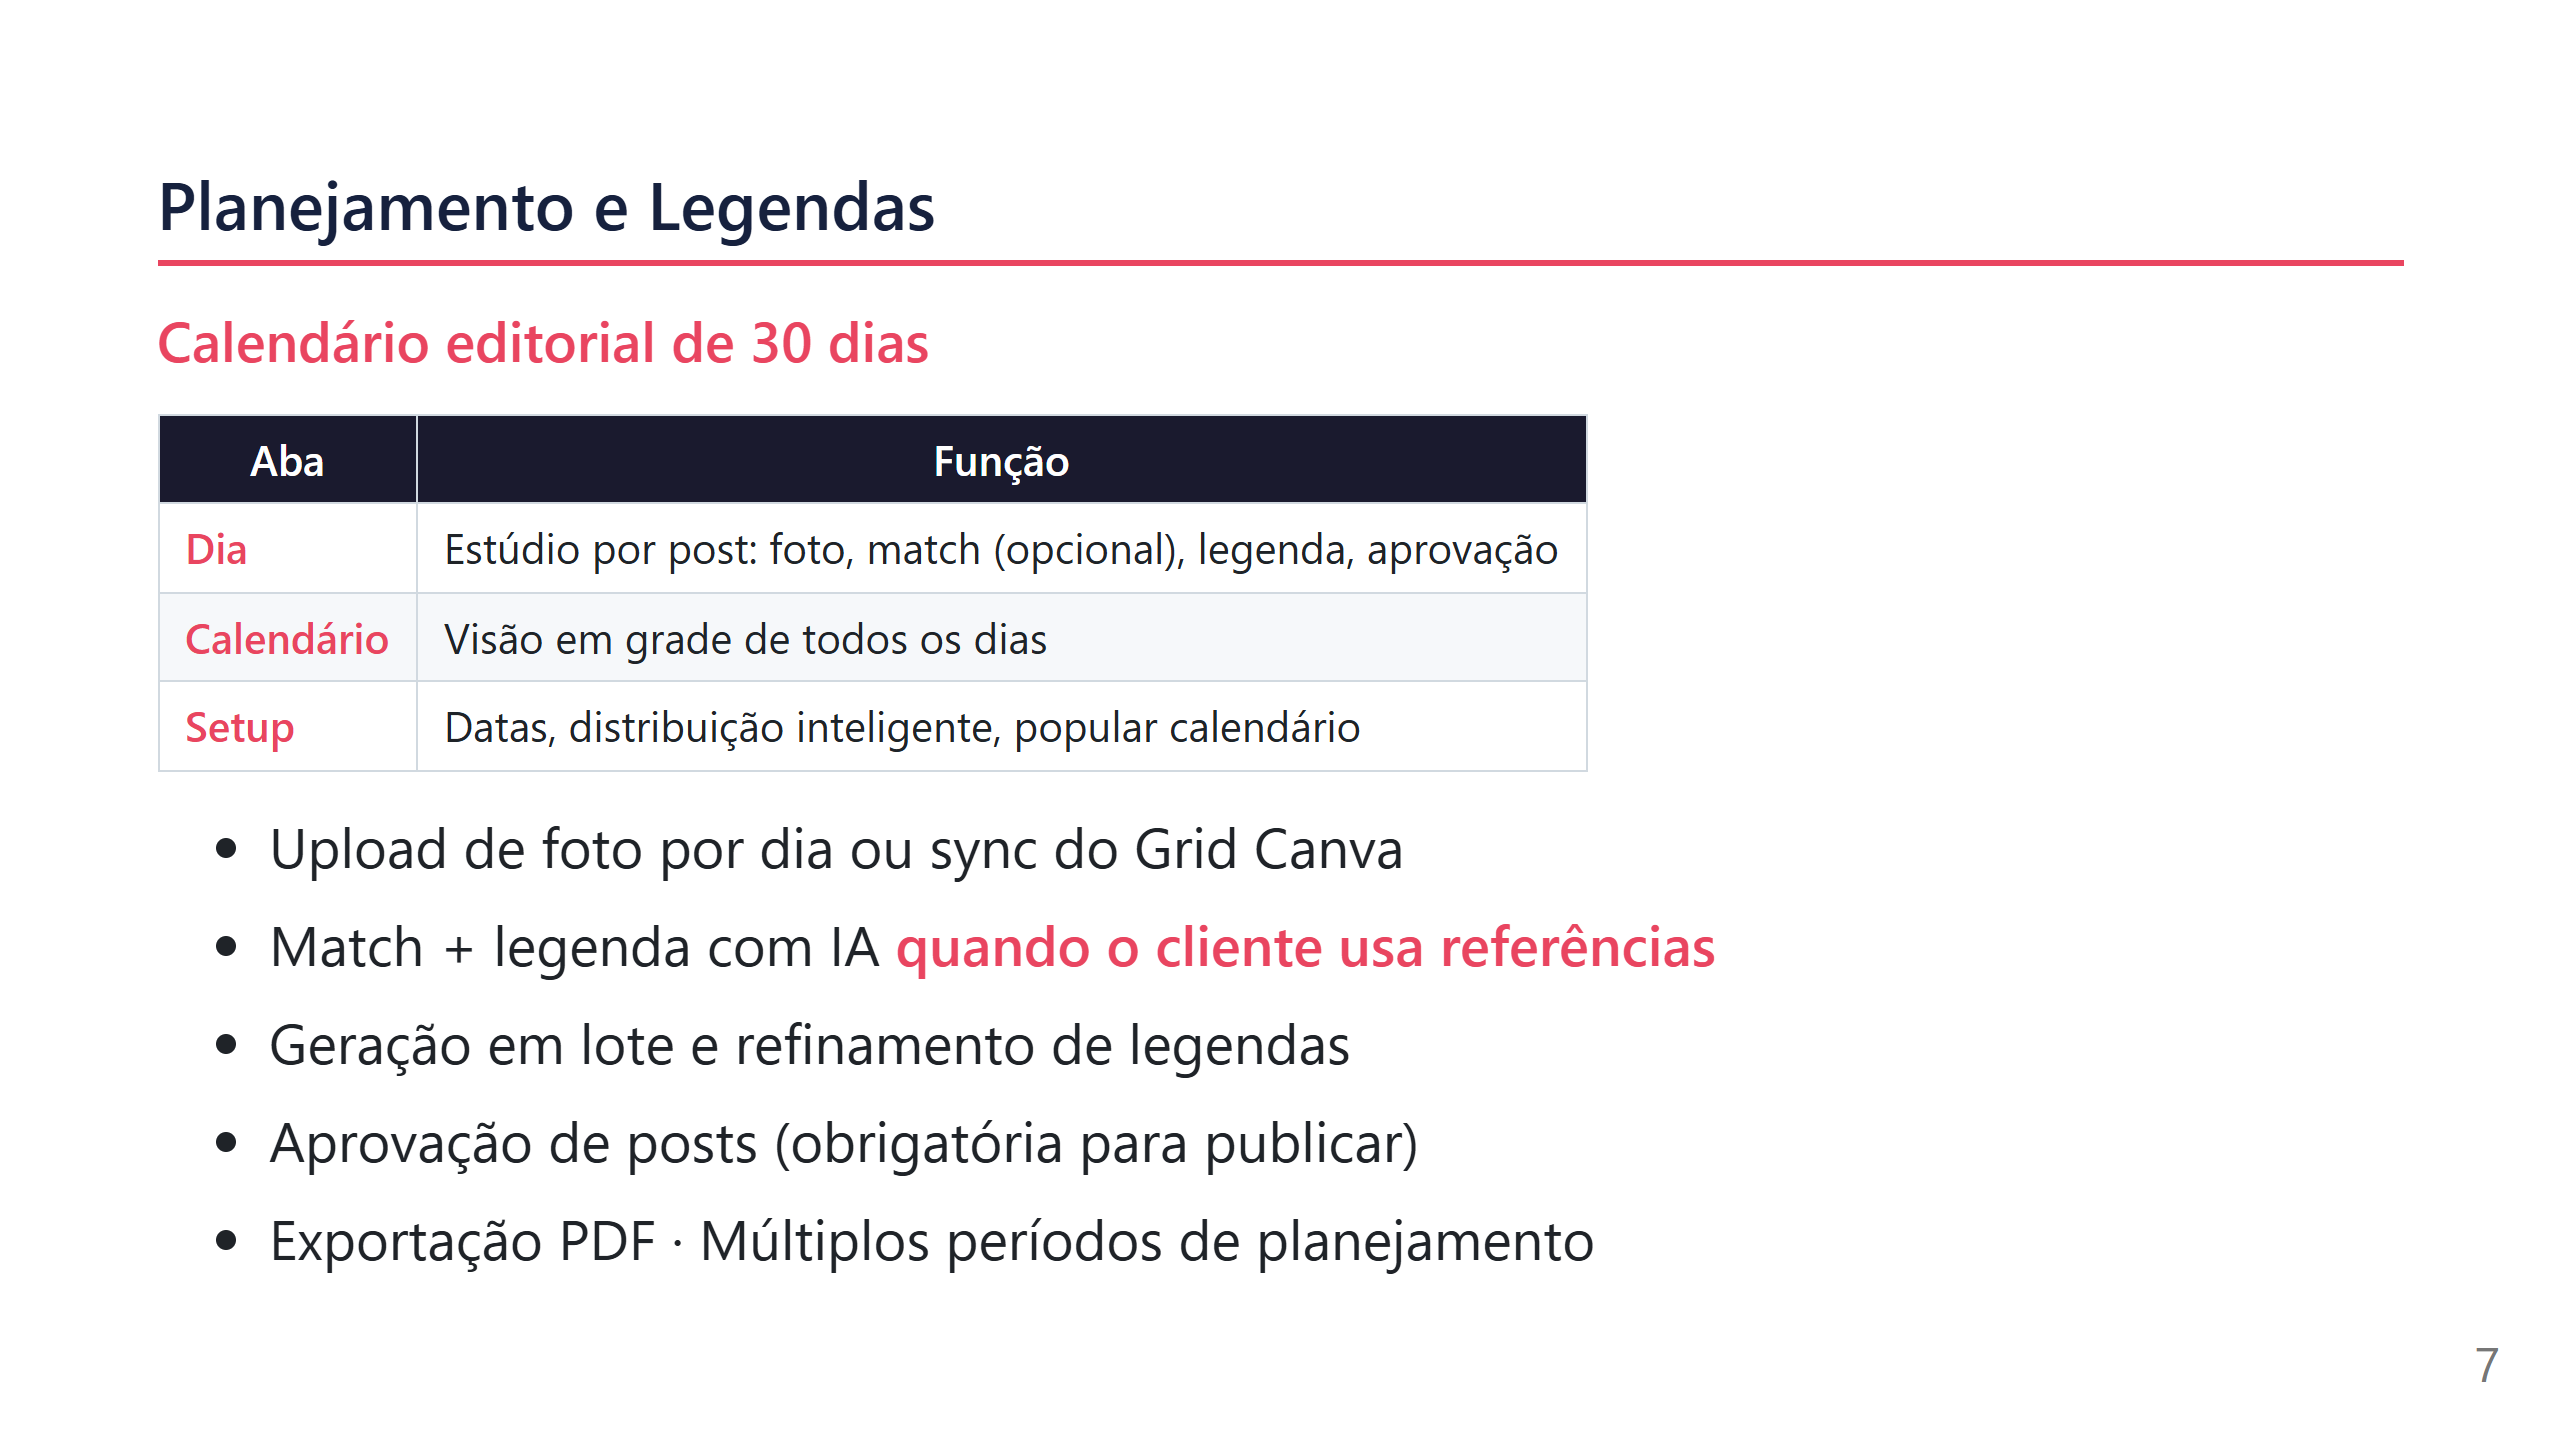 Planejamento e Legendas
Calendário editorial de 30 dias
Aba Função
Dia Estúdio por post: foto, match (opcional), legenda, aprovação
Calendário Visão em grade de todos os dias
Setup Datas, distribuição inteligente, popular calendário
• Upload de foto por dia ou sync do Grid Canva
• Match + legenda com IA quando o cliente usa referências
• Geração em lote e refinamento de legendas
• Aprovação de posts (obrigatória para publicar)
• Exportação PDF · Múltiplos períodos de planejamento
7